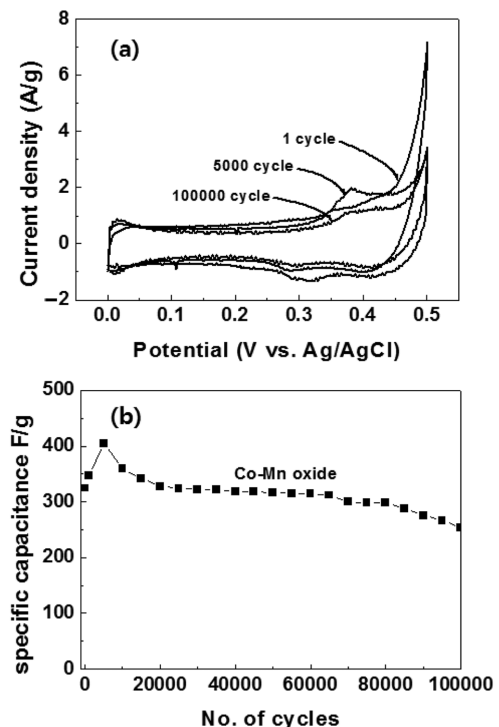 (a)
Current density (A/g)
8
6
4
2
0
−2
1 cycle
5000 cycle
100000 cycle
0.0 0.1 0.2 0.3 0.4 0.5
Potential (V vs. Ag/AgCl)
(b)
specific capacitance F/g
500
400
300
200
100
0
Co-Mn oxide
0 20000 40000 60000 80000 100000
No. of cycles